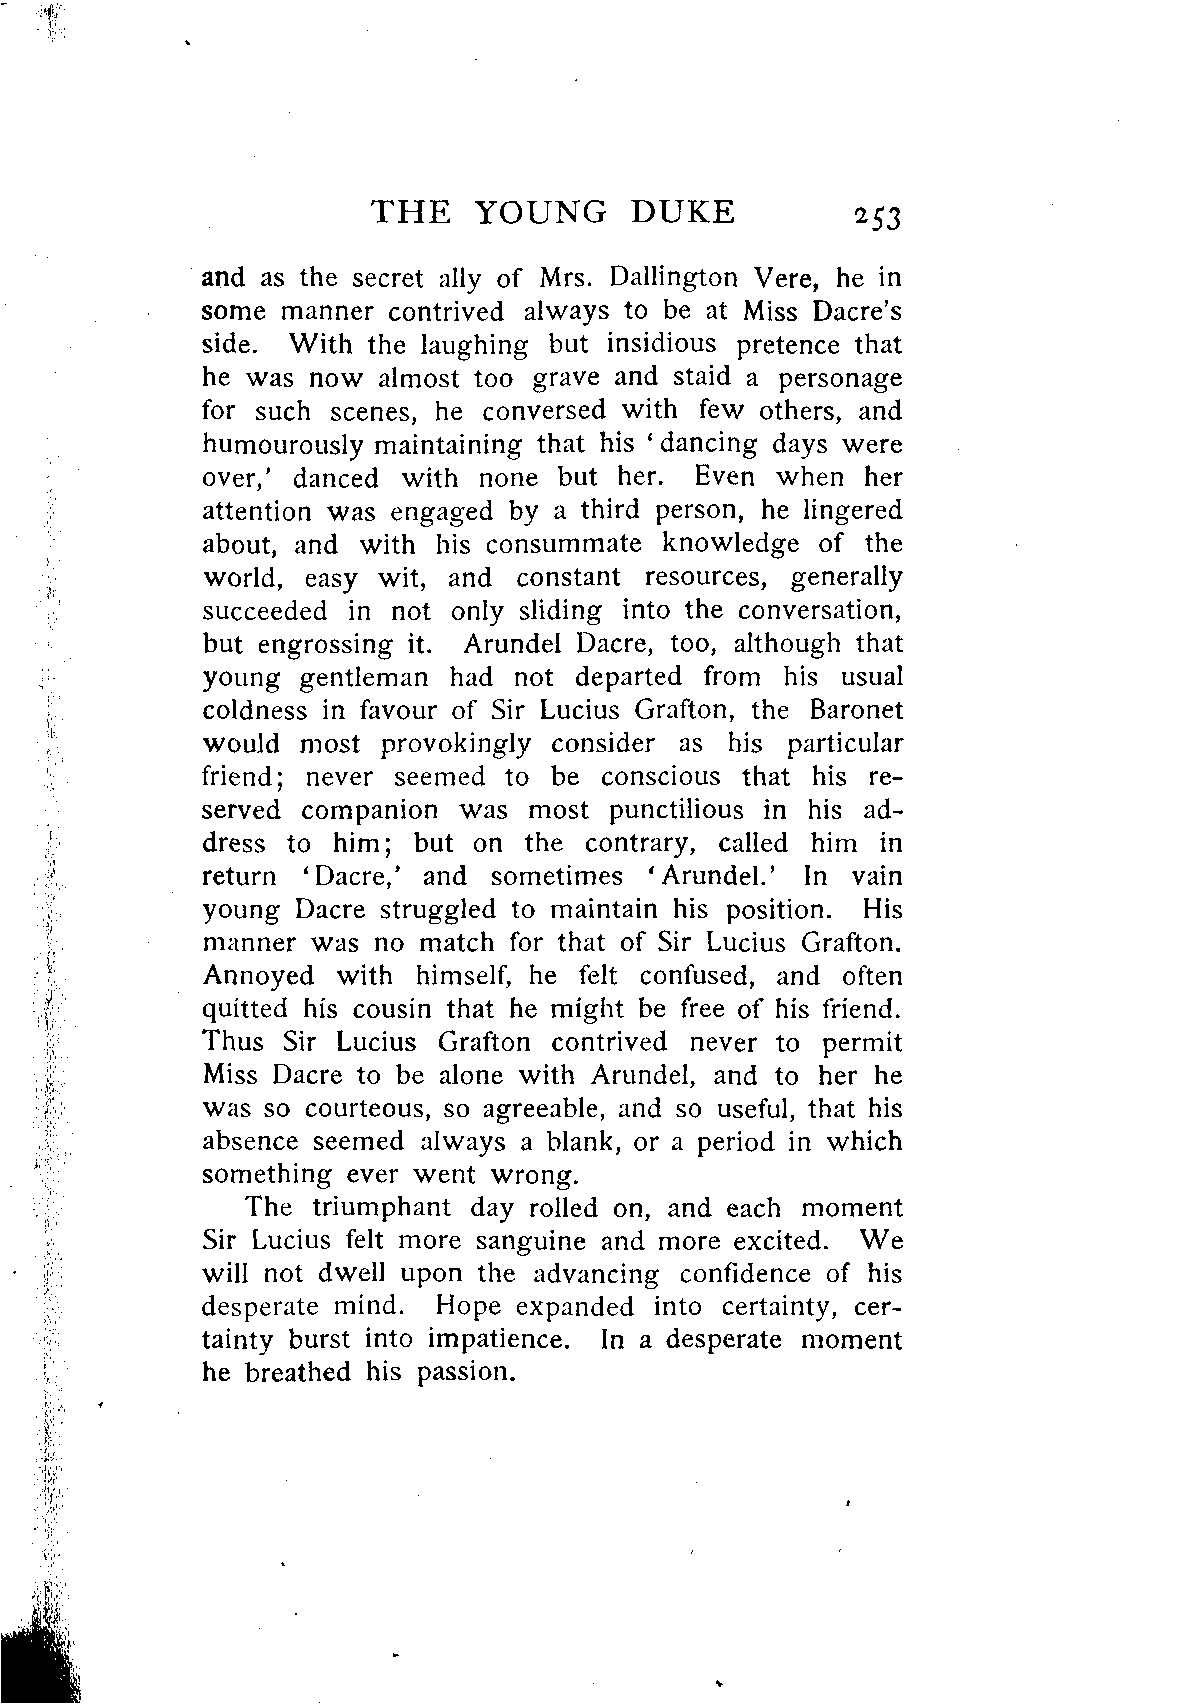 THE YOUNG DUKE 253
and as the secret ally of Mrs. Dallington Vere, he in
some manner contrived always to be at Miss Dacre's
side. With the laughing but insidious pretence that
he was now almost too grave and staid a personage
for such scenes, he conversed with few others, and
humourously maintaining that his ‘dancing days were
over,’ danced with none but her. Even when her
attention was engaged by a third person, he lingered
about, and with his consummate knowledge of the
world, easy wit, and constant resources, generally
succeeded in not only sliding into the conversation,
but engrossing it. Arundel Dacre, too, although that
young gentleman had not departed from his usual
coldness in favour of Sir Lucius Grafton, the Baronet
would most provokingly consider as his particular
friend; never seemed to be conscious that his re-
served companion was most punctilious in his ad-
dress to him; but on the contrary, called him in
return ‘Dacre,’ and sometimes ‘Arundel.’ In vain
young Dacre struggled to maintain his position. His
manner was no match for that of Sir Lucius Grafton.
Annoyed with himself, he felt confused, and often
quitted his cousin that he might be free of his friend.
Thus Sir Lucius Grafton contrived never to permit
Miss Dacre to be alone with Arundel, and to her he
was so courteous, so agreeable, and so useful, that his
absence seemed always a blank, or a period in which
something ever went wrong.
The triumphant day rolled on, and each moment
Sir Lucius felt more sanguine and more excited. We
will not dwell upon the advancing confidence of his
desperate mind. Hope expanded into certainty, cer-
tainty burst into impatience. In a desperate moment
he breathed his passion.